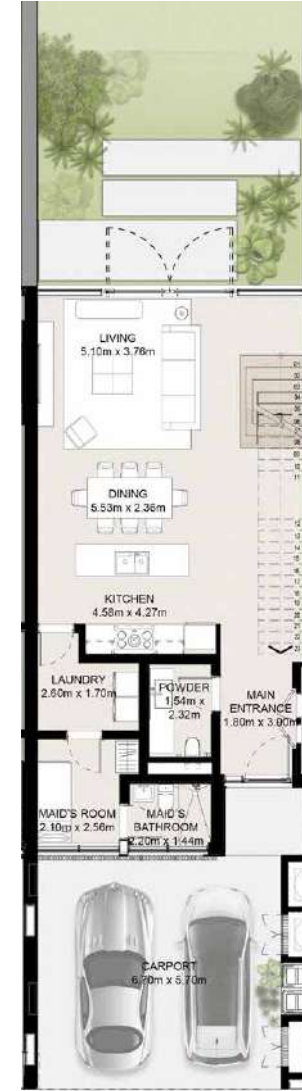 LIVING
5.10m x 3.76m
DINING
5.53m x 2.36m
KITCHEN
4.58m x 4.27m
LAUNDRY
2.60m x 1.70m
POWDER
1.54m x
2.32m
MAIN
ENTRANCE
1.80m x 3.90m
MAID'S ROOM
2.10m x 2.56m
MAID'S
BATHROOM
2.20m x 1.44m
CARPORT
6.70m x 5.70m